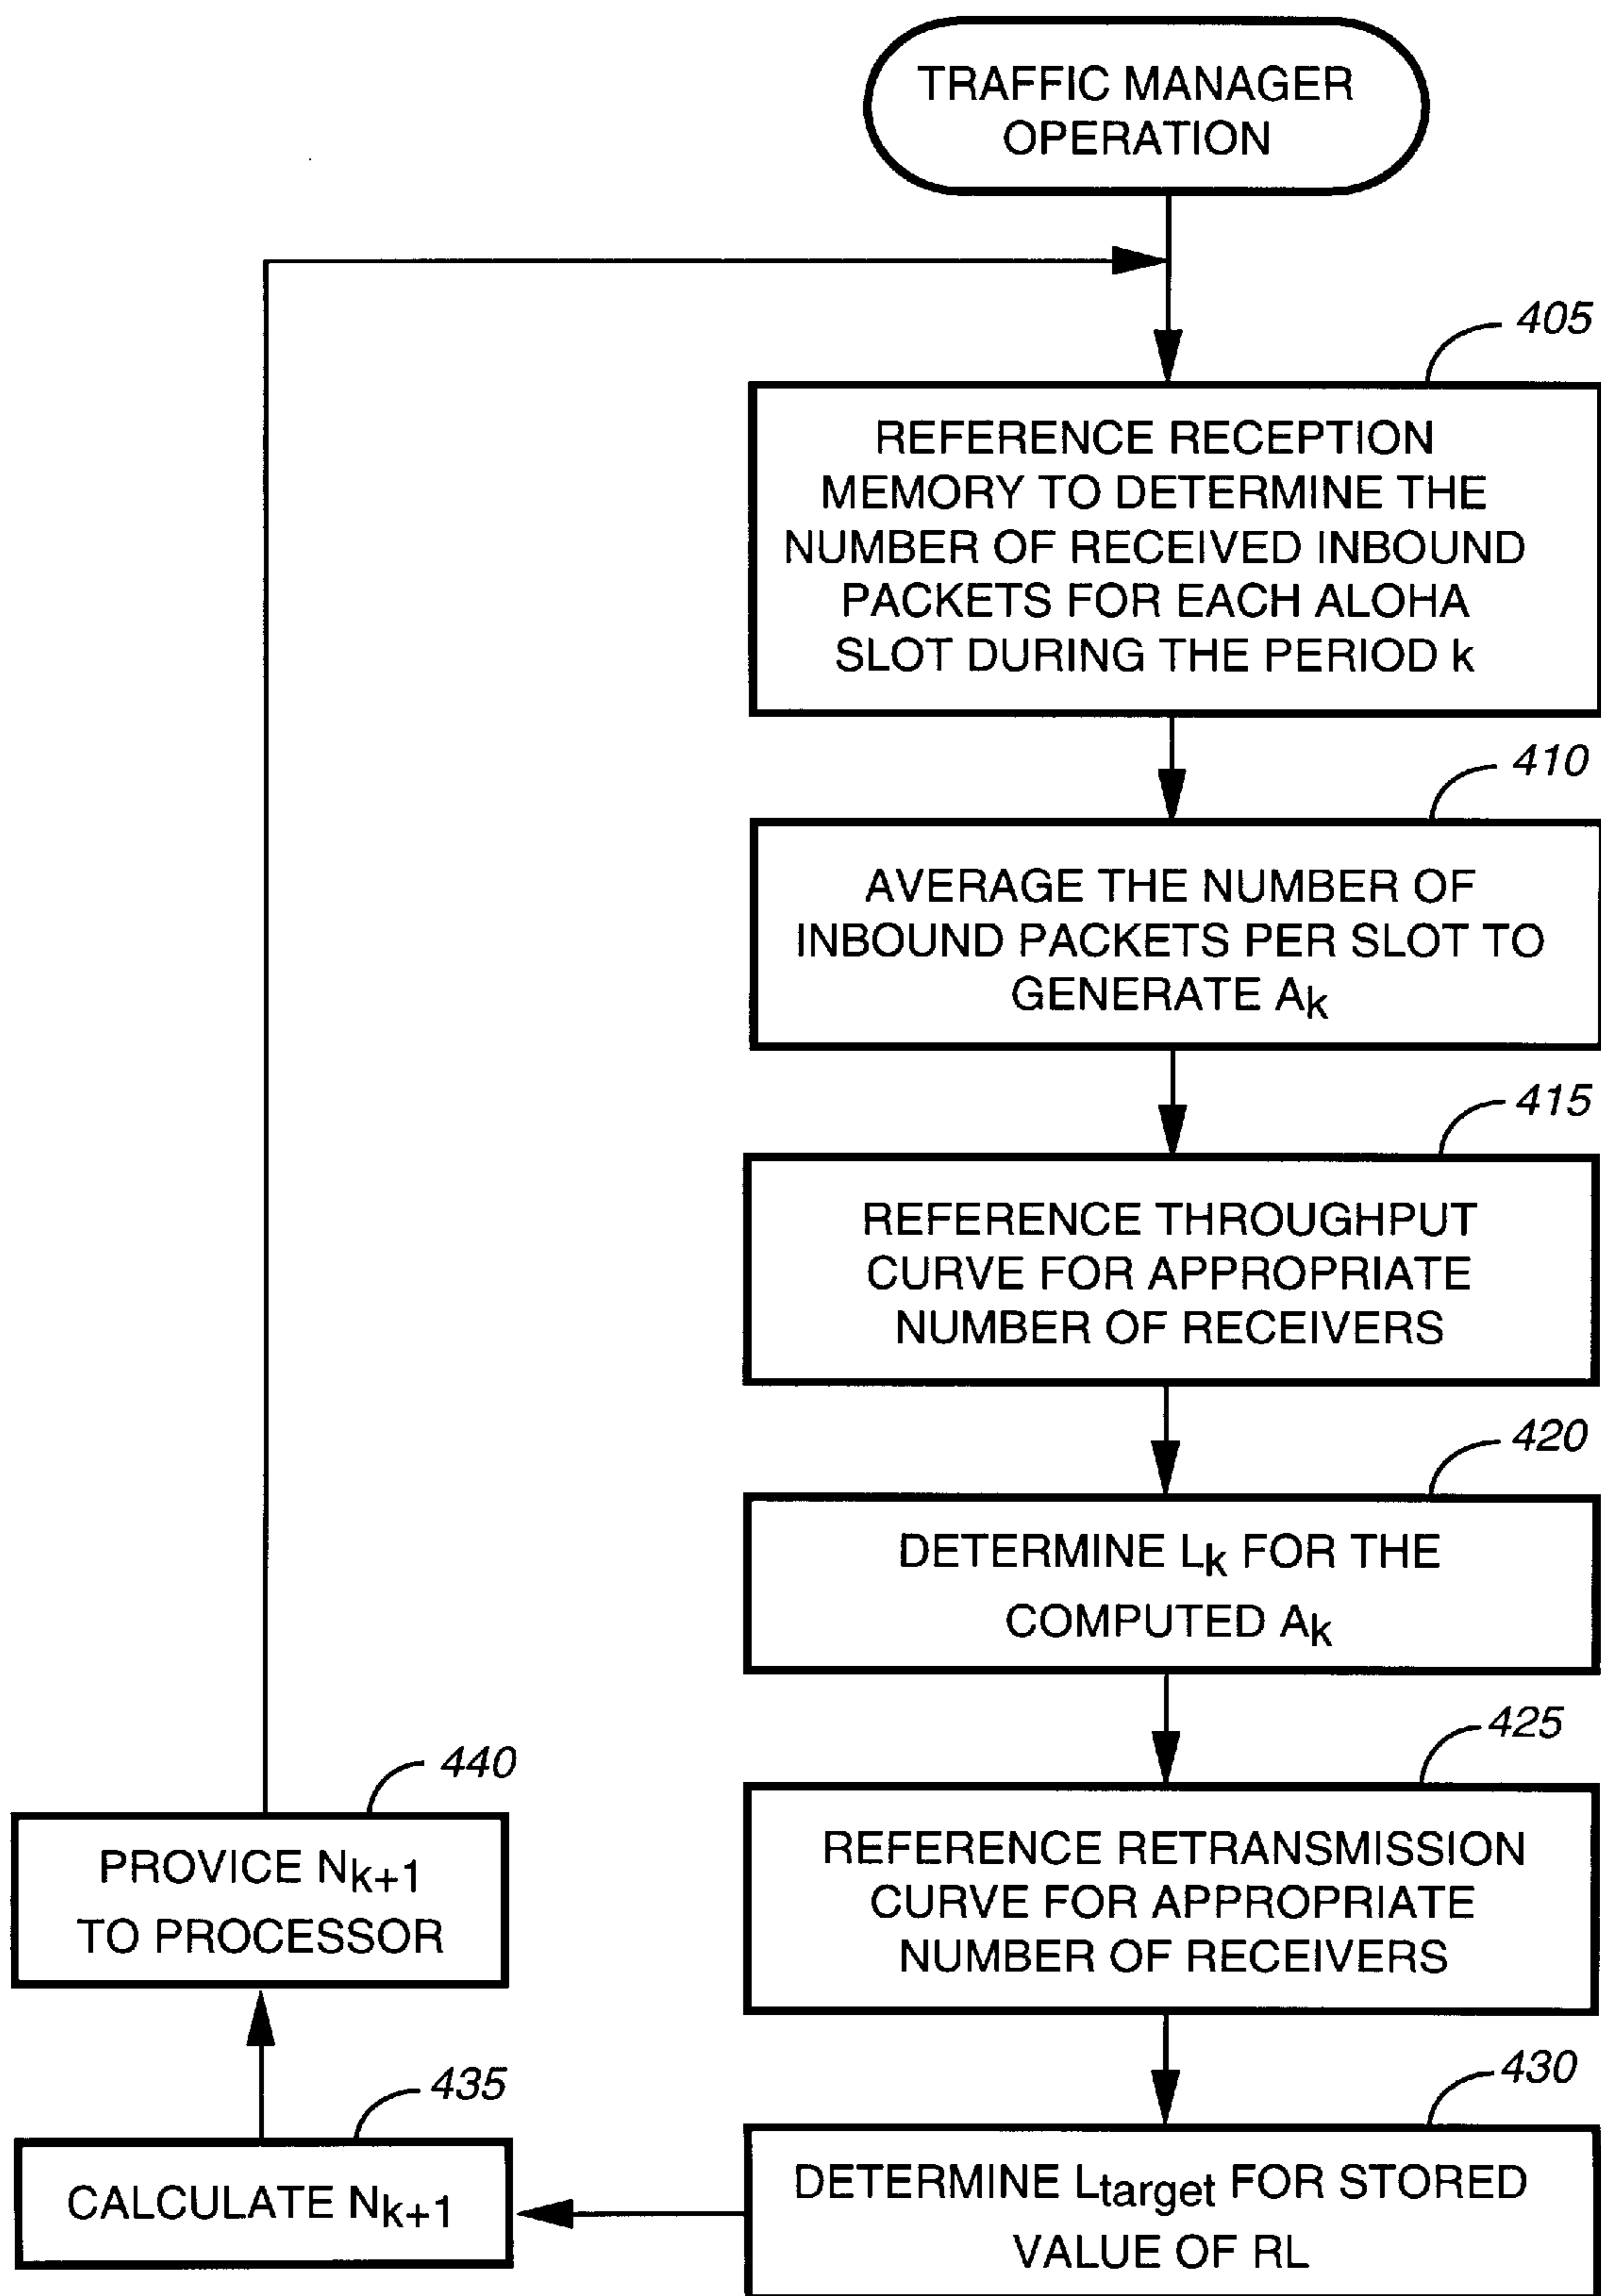 TRAFFIC MANAGER
OPERATION
405
REFERENCE RECEPTION
MEMORY TO DETERMINE THE
NUMBER OF RECEIVED INBOUND
PACKETS FOR EACH ALOHA
SLOT DURING THE PERIOD k
410
AVERAGE THE NUMBER OF
INBOUND PACKETS PER SLOT TO
GENERATE Ak
415
REFERENCE THROUGHPUT
CURVE FOR APPROPRIATE
NUMBER OF RECEIVERS
420
DETERMINE Lk FOR THE
COMPUTED Ak
425
REFERENCE RETRANSMISSION
CURVE FOR APPROPRIATE
NUMBER OF RECEIVERS
430
DETERMINE Ltarget FOR STORED
VALUE OF RL
435
CALCULATE Nk+1
440
PROVICE Nk+1
TO PROCESSOR